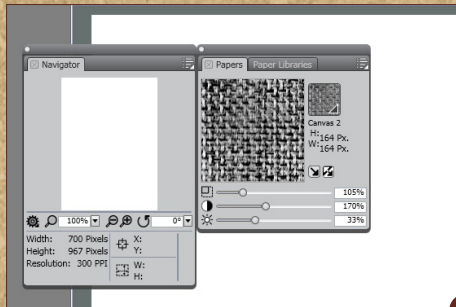 Navigator
100%
0°
Width: 700 Pixels
Height: 967 Pixels
Resolution: 300 PPI
X:
Y:
W:
H:
Papers Paper Libraries
Canvas 2
H: 164 Px.
W: 164 Px.
105%
170%
33%